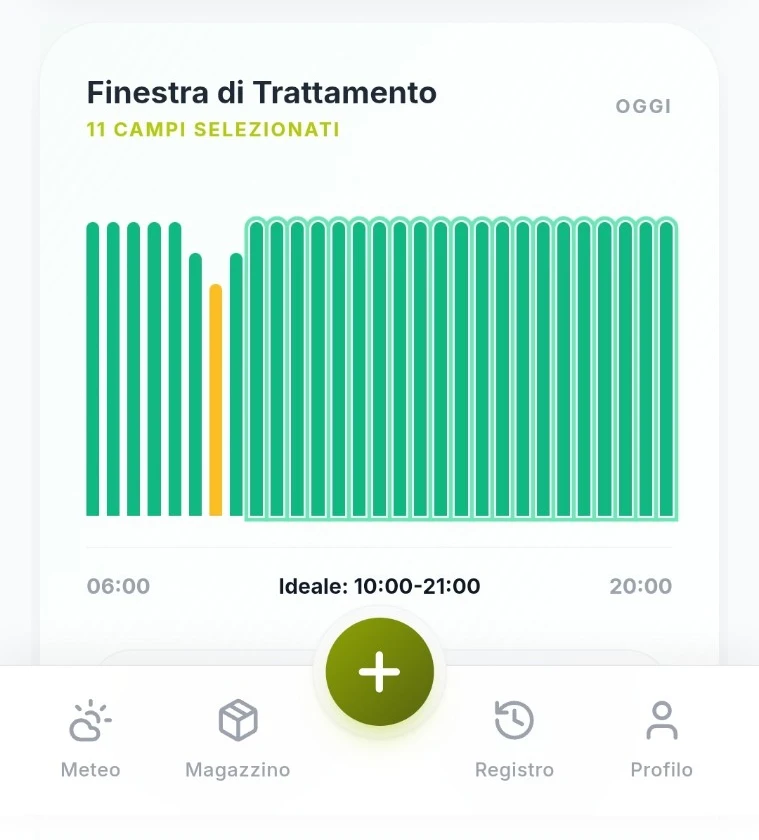 Finestra di Trattamento
11 CAMPI SELEZIONATI
OGGI
06:00
Ideale: 10:00-21:00
20:00
Meteo
Magazzino
Registro
Profilo